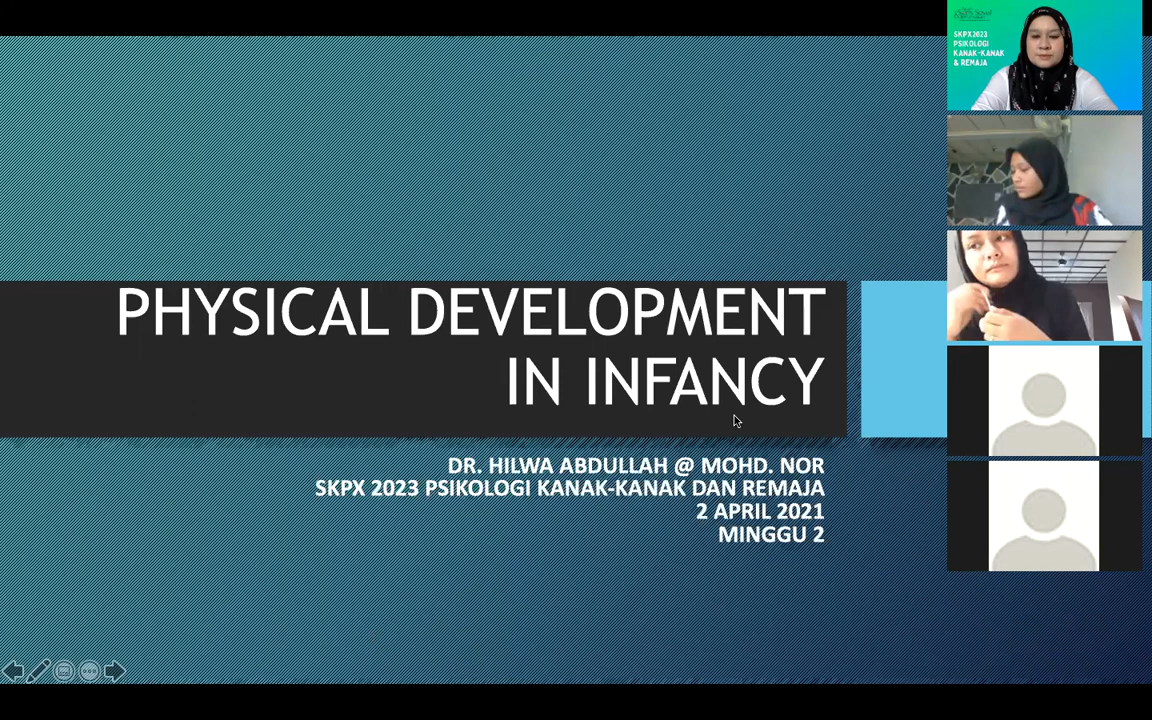 PHYSICAL DEVELOPMENT
IN INFANCY
DR. HILWA ABDULLAH @ MOHD. NOR
SKPX 2023 PSIKOLOGI KANAK-KANAK DAN REMAJA
2 APRIL 2021
MINGGU 2
SKPX2023
PSIKOLOGI
KANAK-KANAK
& REMAJA